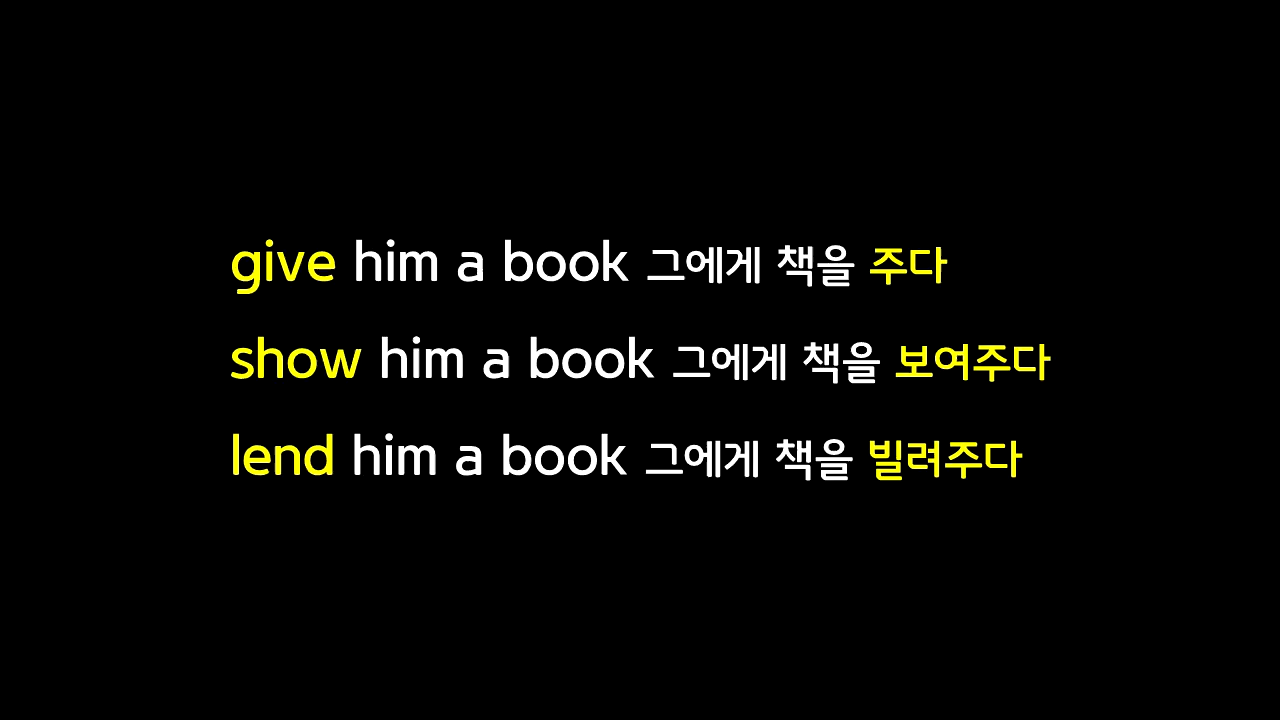 give him a book 그에게 책을 주다
show him a book 그에게 책을 보여주다
lend him a book 그에게 책을 빌려주다